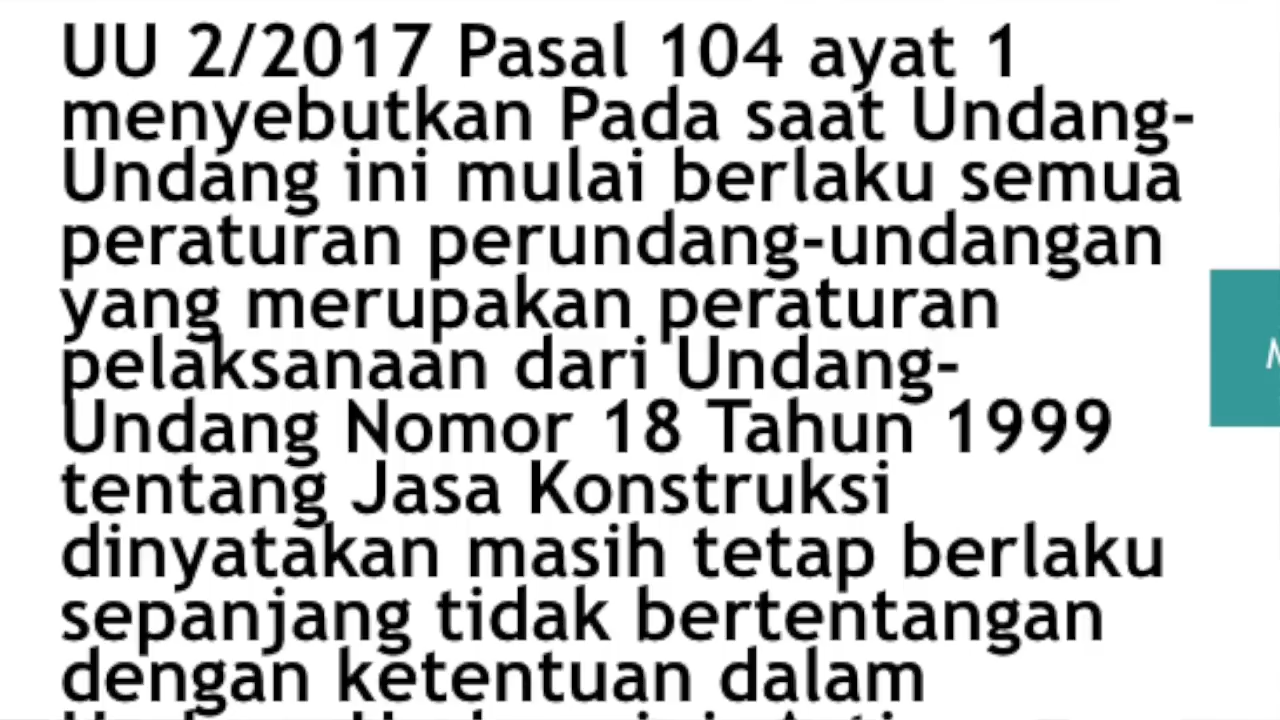 UU 2/2017 Pasal 104 ayat 1
menyebutkan Pada saat Undang-
Undang ini mulai berlaku semua
peraturan perundang-undangan
yang merupakan peraturan
pelaksanaan dari Undang-
Undang Nomor 18 Tahun 1999
tentang Jasa Konstruksi
dinyatakan masih tetap berlaku
sepanjang tidak bertentangan
dengan ketentuan dalam